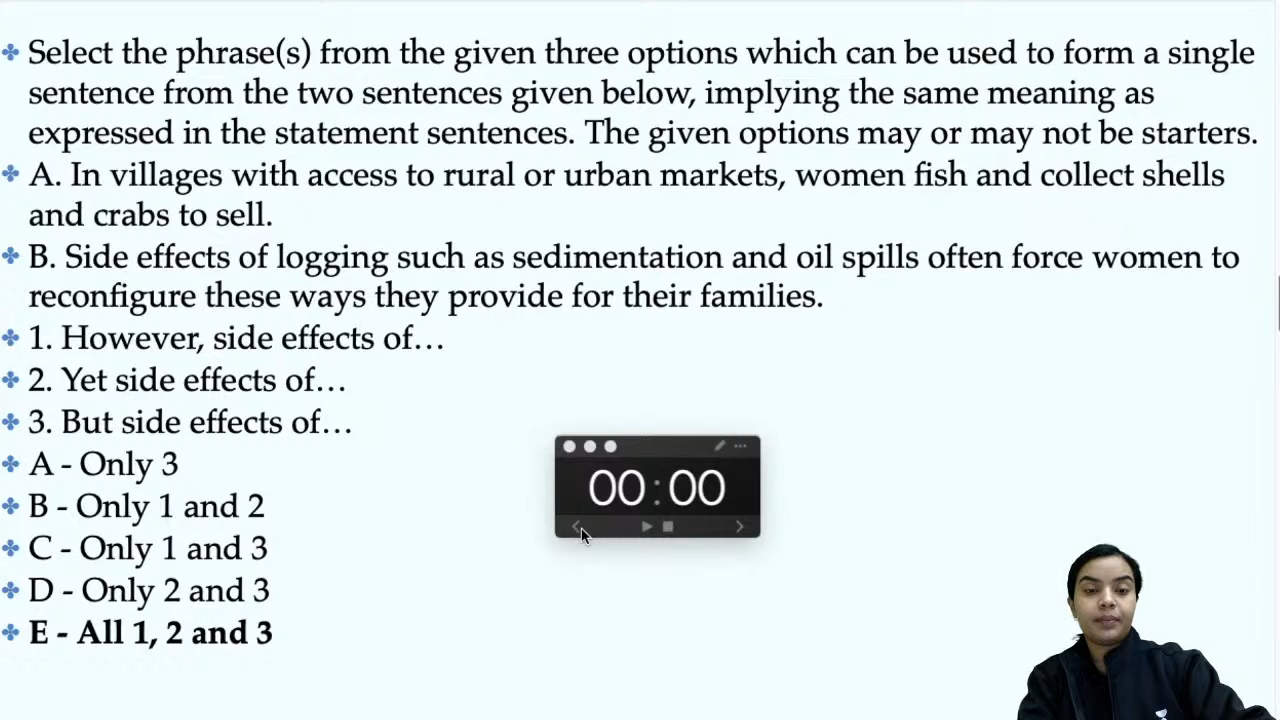 Select the phrase(s) from the given three options which can be used to form a single
sentence from the two sentences given below, implying the same meaning as
expressed in the statement sentences. The given options may or may not be starters.
A. In villages with access to rural or urban markets, women fish and collect shells
and crabs to sell.
B. Side effects of logging such as sedimentation and oil spills often force women to
reconfigure these ways they provide for their families.
1. However, side effects of…
2. Yet side effects of…
3. But side effects of…
A - Only 3
B - Only 1 and 2
C - Only 1 and 3
D - Only 2 and 3
E - All 1, 2 and 3
00:00